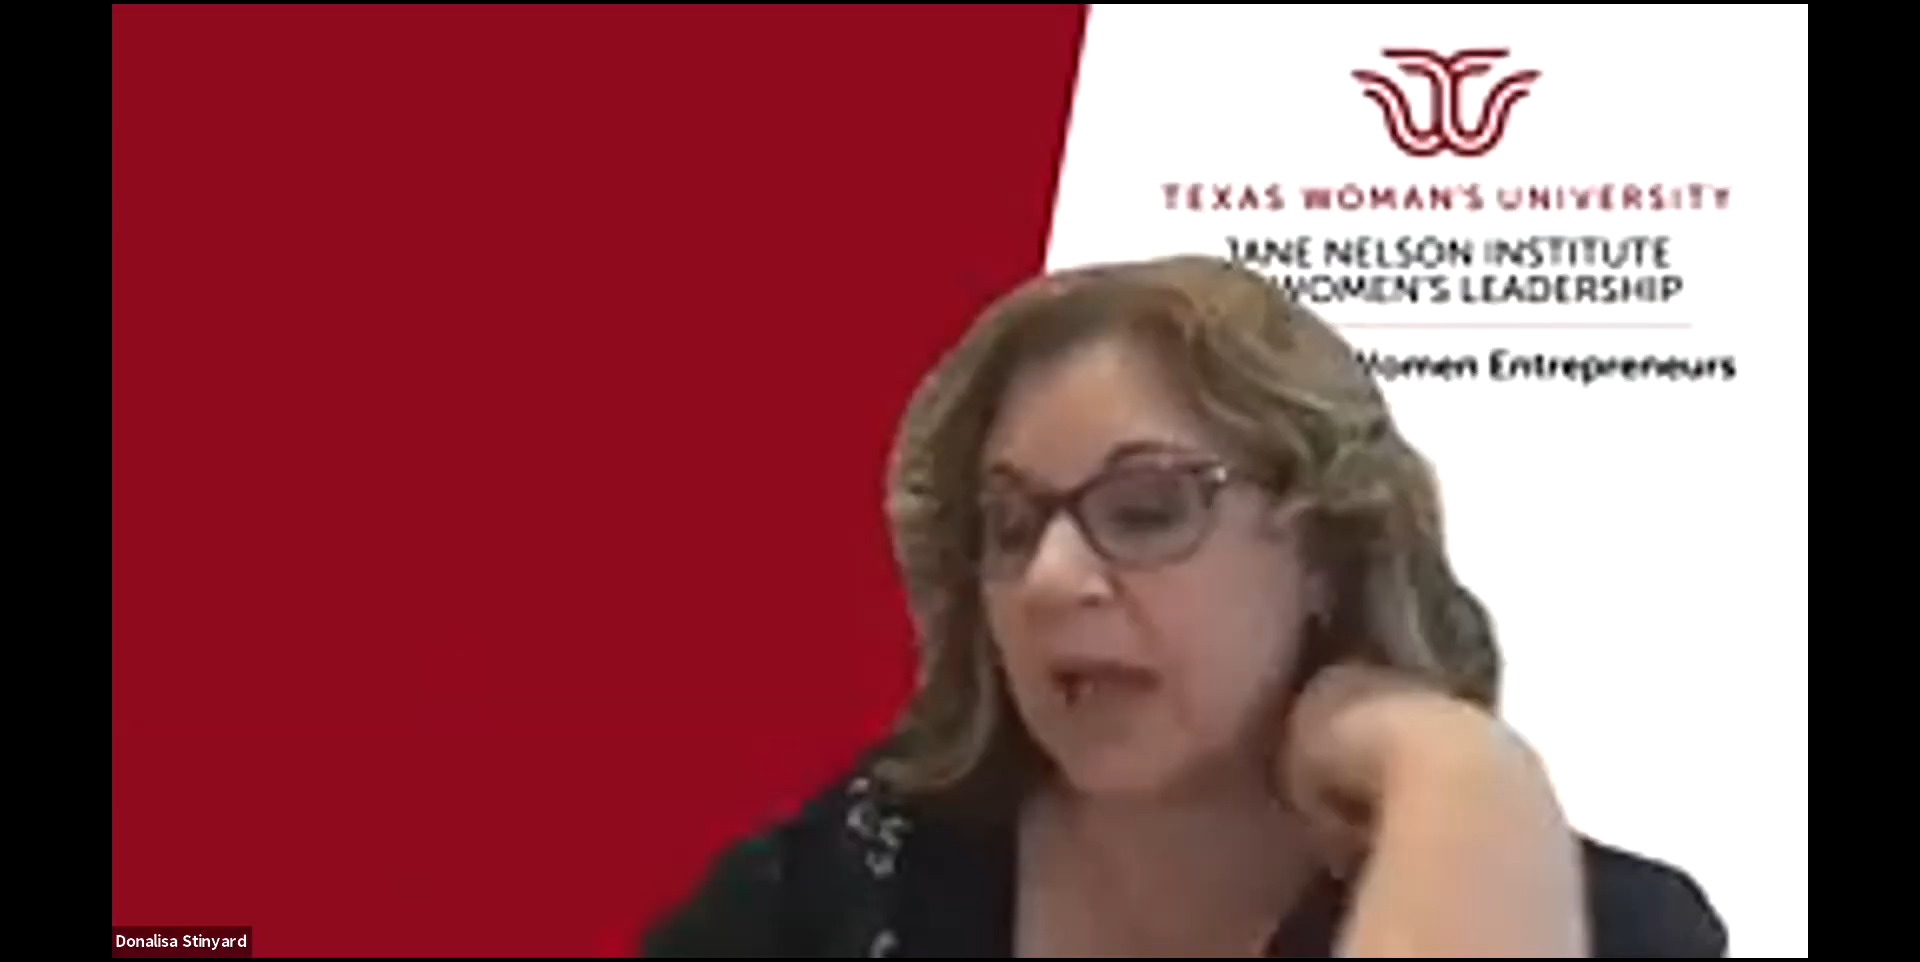 TEXAS WOMAN'S UNIVERSITY
JANE NELSON INSTITUTE
WOMEN'S LEADERSHIP
Women Entrepreneurs
Donalisa Stinyard